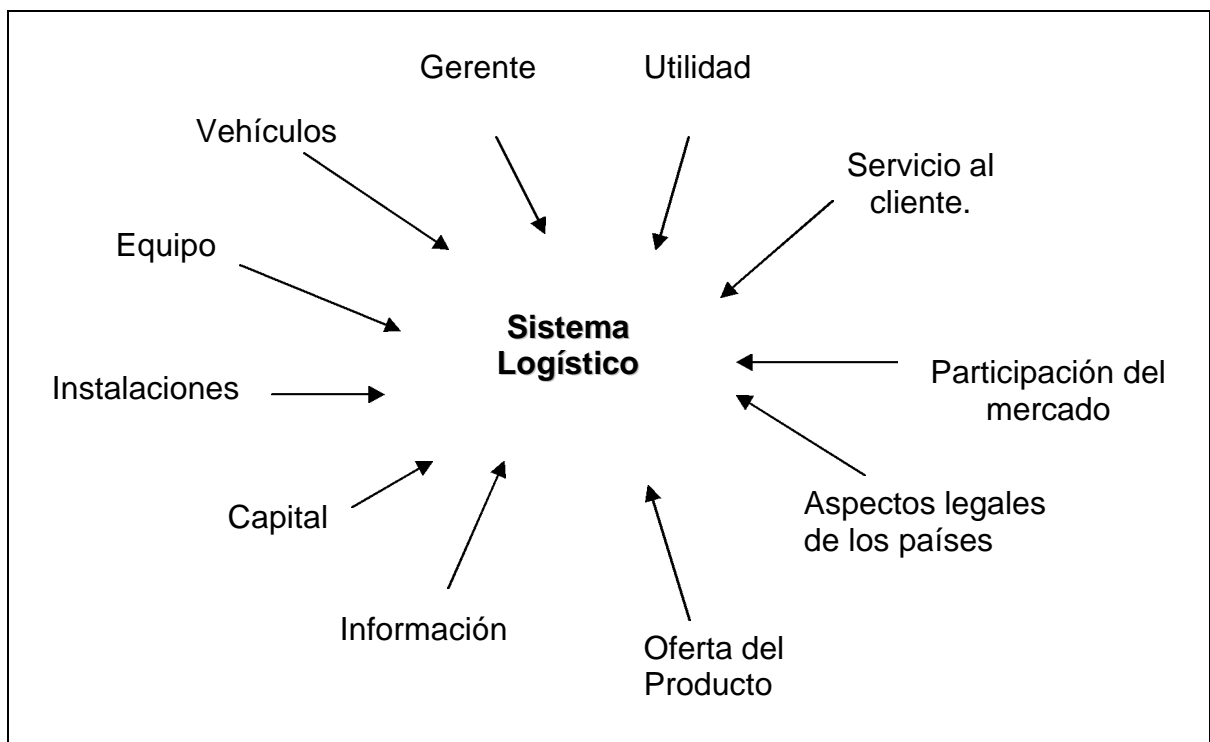 Gerente
Utilidad
Vehículos
Servicio al
cliente.
Equipo
Sistema
Logístico
Instalaciones
Participación del
mercado
Capital
Aspectos legales
de los países
Información
Oferta del
Producto